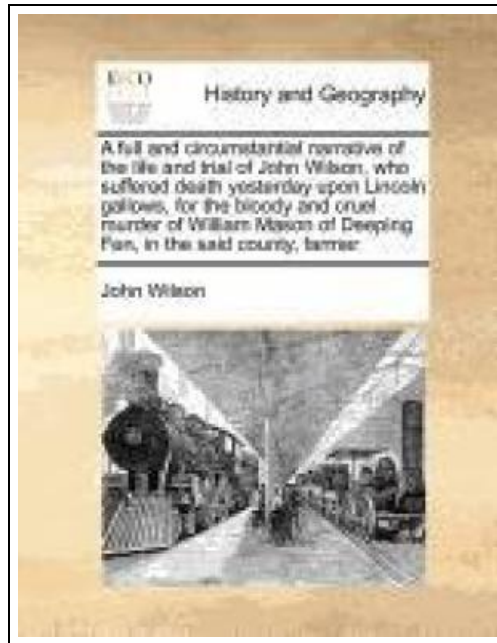 ECCO
History and Geography
A full and circumstantial narrative of
the life and trial of John Wilson, who
suffered death yesterday upon Lincoln
gallows, for the bloody and cruel
murder of William Mason of Deeping
Fen, in the said county, farmer
John Wilson